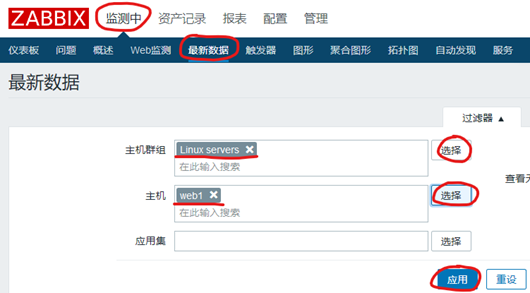 ZABBIX 监测中 资产记录 报表 配置 管理
仪表板 问题 概述 Web监测 最新数据 触发器 图形 聚合图形 拓扑图 自动发现 服务
最新数据
过滤器 ▲
主机群组 Linux servers ✕ 选择
在此输入搜索
查看无
主机 web1 ✕ 选择
在此输入搜索
应用集 选择
应用 重设